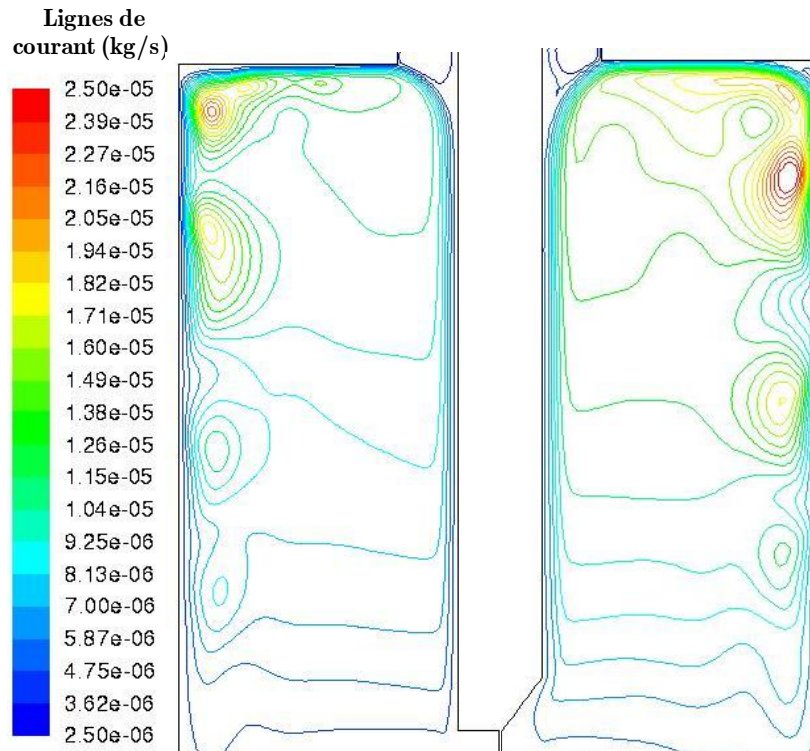 Lignes de
courant (kg/s)
2.50e-05
2.39e-05
2.27e-05
2.16e-05
2.05e-05
1.94e-05
1.82e-05
1.71e-05
1.60e-05
1.49e-05
1.38e-05
1.26e-05
1.15e-05
1.04e-05
9.25e-06
8.13e-06
7.00e-06
5.87e-06
4.75e-06
3.62e-06
2.50e-06